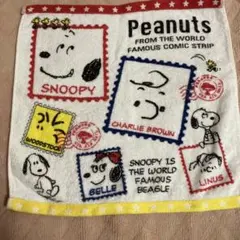 Peanuts
FROM THE WORLD
FAMOUS COMIC STRIP
SNOOPY
CHARLIE BROWN
WOODSTOCK
BELLE
SNOOPY IS
THE WORLD
FAMOUS
BEAGLE
LINUS